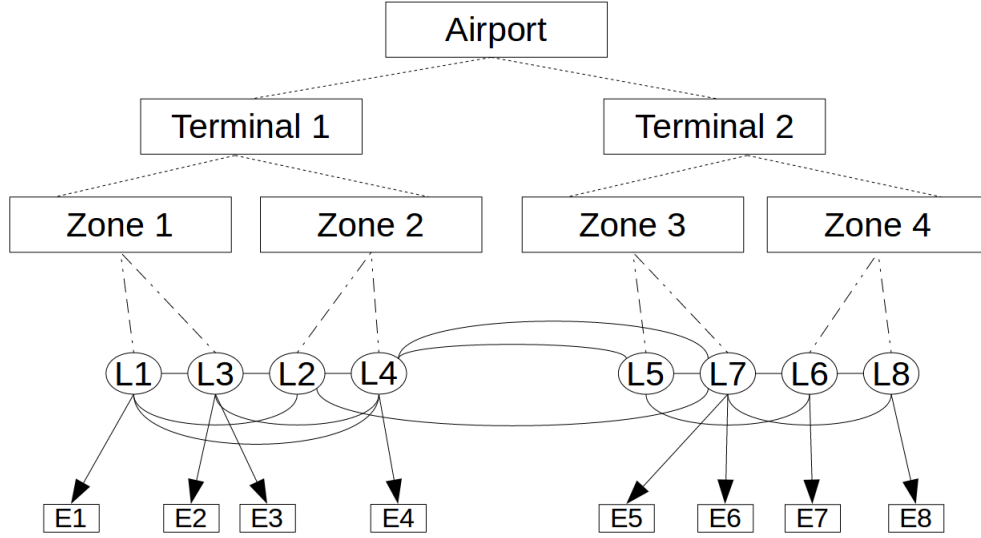 Airport
Terminal 1 Terminal 2
Zone 1 Zone 2 Zone 3 Zone 4
L1 L3 L2 L4 L5 L7 L6 L8
E1 E2 E3 E4 E5 E6 E7 E8